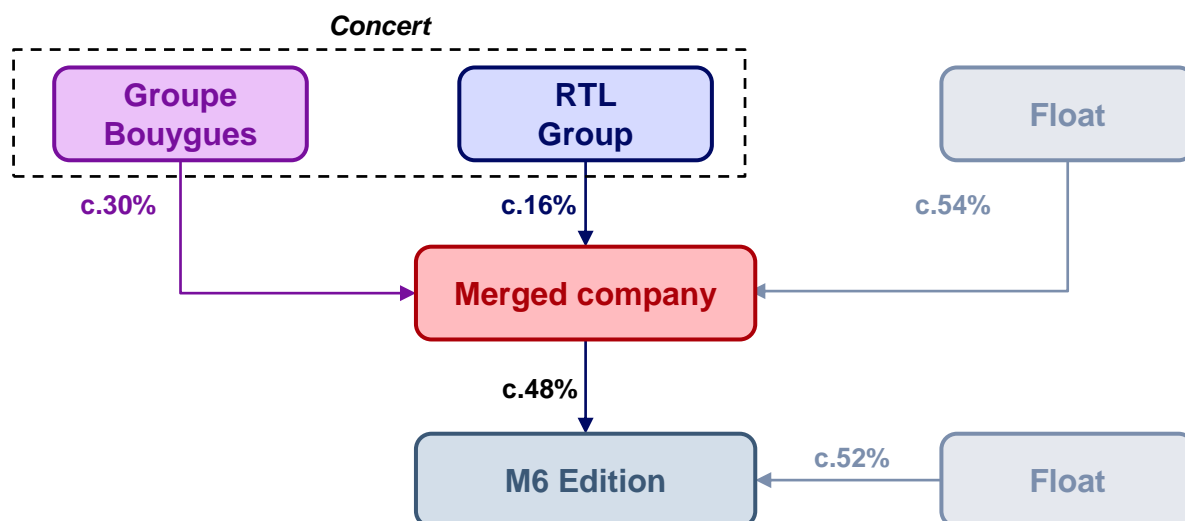 Concert
Groupe
Bouygues
RTL
Group
Float
c.30%
c.16%
c.54%
Merged company
c.48%
M6 Edition
c.52%
Float